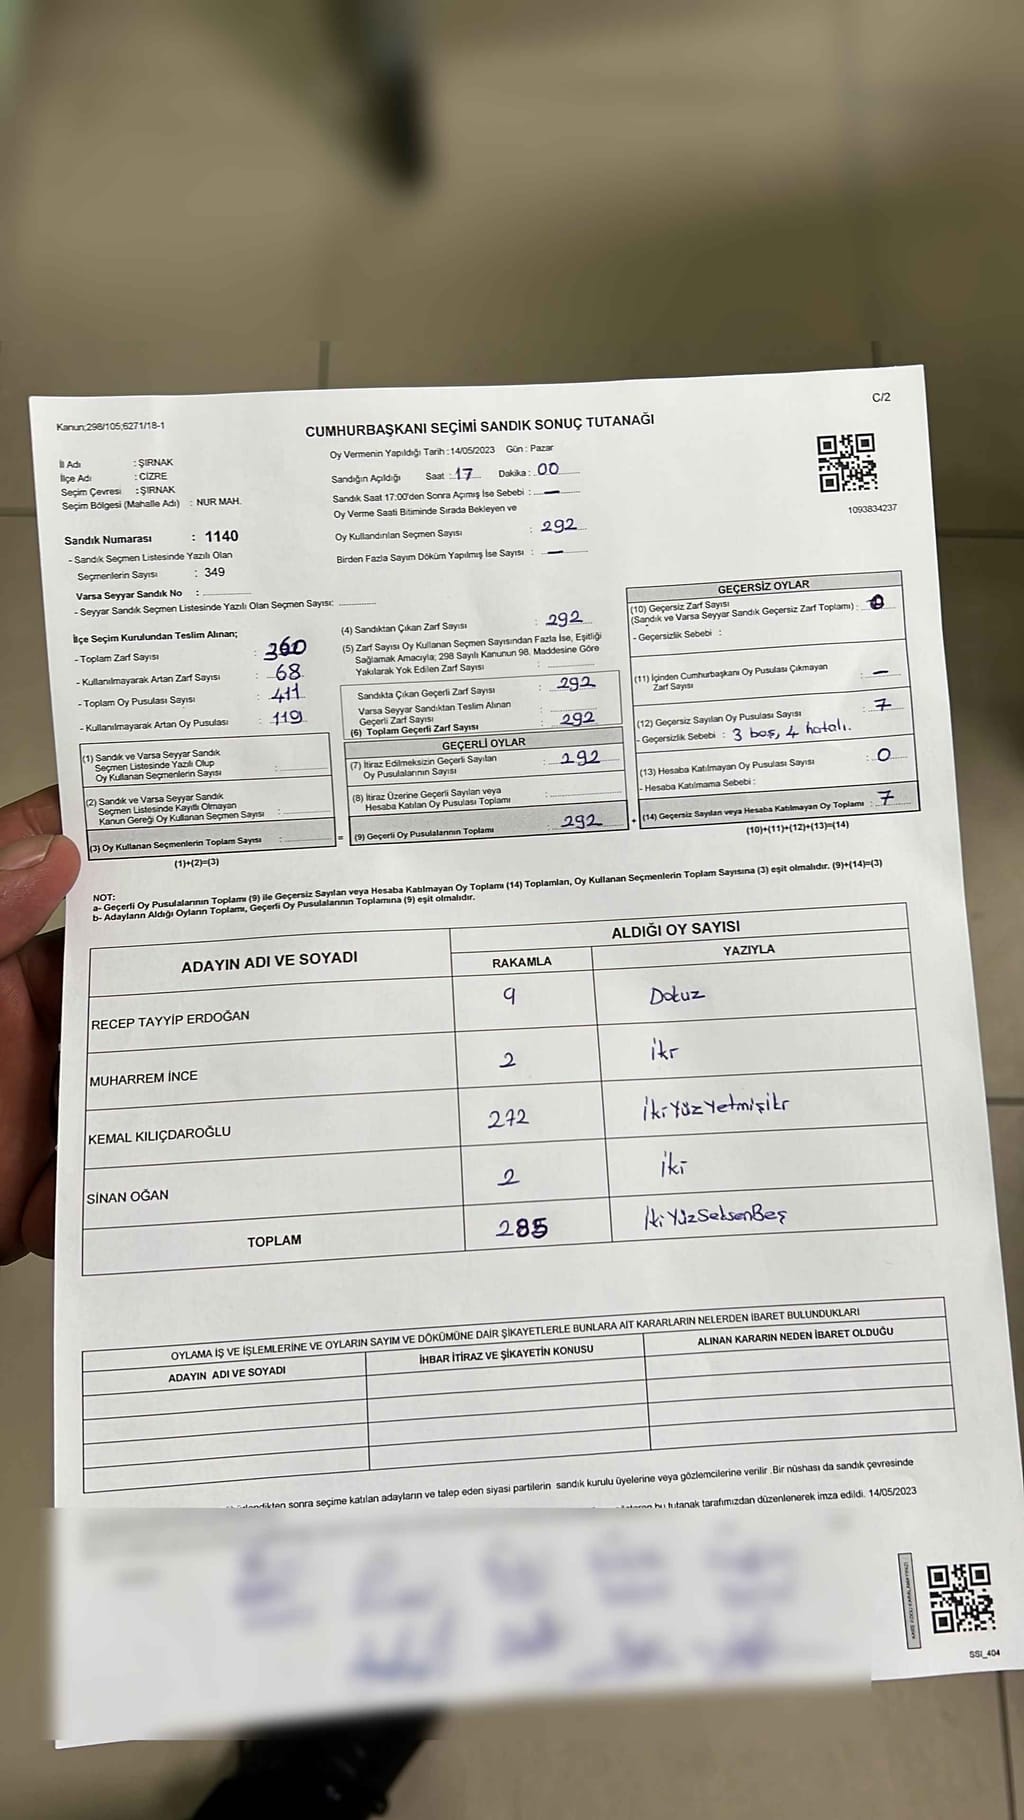 C/2
Kanun;298/105;6271/18-1
CUMHURBAŞKANI SEÇİMİ SANDIK SONUÇ TUTANAĞI
İl Adı : ŞIRNAK
İlçe Adı : CİZRE
Seçim Çevresi : ŞIRNAK
Seçim Bölgesi (Mahalle Adı) : NUR MAH.
Sandık Numarası : 1140
- Sandık Seçmen Listesinde Yazılı Olan
Seçmenlerin Sayısı : 349
Varsa Seyyar Sandık No :
- Seyyar Sandık Seçmen Listesinde Yazılı Olan Seçmen Sayısı:
Oy Vermenin Yapıldığı Tarih : 14/05/2023 Gün : Pazar
Sandığın Açıldığı Saat : 17 Dakika : 00
Sandık Saat 17:00'den Sonra Açımış İse Sebebi : —
Oy Verme Saati Bitiminde Sırada Bekleyen ve
Oy Kullandırılan Seçmen Sayısı : 292
Birden Fazla Sayım Döküm Yapılmış İse Sayısı : —
1093834237
İlçe Seçim Kurulundan Teslim Alınan;
- Toplam Zarf Sayısı : 360
- Kullanılmayarak Artan Zarf Sayısı : 68
- Toplam Oy Pusulası Sayısı : 411
- Kullanılmayarak Artan Oy Pusulası : 119
(1) Sandık ve Varsa Seyyar Sandık
Seçmen Listesinde Yazılı Olup
Oy Kullanan Seçmenlerin Sayısı :
(2) Sandık ve Varsa Seyyar Sandık
Seçmen Listesinde Kayıtlı Olmayan
Kanun Gereği Oy Kullanan Seçmen Sayısı :
(3) Oy Kullanan Seçmenlerin Toplam Sayısı :
(1)+(2)=(3)
(4) Sandıktan Çıkan Zarf Sayısı : 292
(5) Zarf Sayısı Oy Kullanan Seçmen Sayısından Fazla İse, Eşitliği
Sağlamak Amacıyla; 298 Sayılı Kanunun 98. Maddesine Göre
Yakılarak Yok Edilen Zarf Sayısı :
Sandıkta Çıkan Geçerli Zarf Sayısı : 292
Varsa Seyyar Sandıktan Teslim Alınan
Geçerli Zarf Sayısı :
(6) Toplam Geçerli Zarf Sayısı : 292
GEÇERLİ OYLAR
(7) İtiraz Edilmeksizin Geçerli Sayılan
Oy Pusulalarının Sayısı : 292
(8) İtiraz Üzerine Geçerli Sayılan veya
Hesaba Katılan Oy Pusulası Toplamı :
= (9) Geçerli Oy Pusulalarının Toplamı : 292
GEÇERSİZ OYLAR
(10) Geçersiz Zarf Sayısı
(Sandık ve Varsa Seyyar Sandık Geçersiz Zarf Toplamı) : 0
- Geçersizlik Sebebi :
(11) İçinden Cumhurbaşkanı Oy Pusulası Çıkmayan
Zarf Sayısı : —
(12) Geçersiz Sayılan Oy Pusulası Sayısı : 7
- Geçersizlik Sebebi : 3 boş, 4 hatalı.
(13) Hesaba Katılmayan Oy Pusulası Sayısı : 0
- Hesaba Katılmama Sebebi :
+ (14) Geçersiz Sayılan veya Hesaba Katılmayan Oy Toplamı : 7
(10)+(11)+(12)+(13)=(14)
NOT:
a- Geçerli Oy Pusulalarının Toplamı (9) ile Geçersiz Sayılan veya Hesaba Katılmayan Oy Toplamı (14) Toplamları, Oy Kullanan Seçmenlerin Toplam Sayısına (3) eşit olmalıdır. (9)+(14)=(3)
b- Adayların Aldığı Oyların Toplamı, Geçerli Oy Pusulalarının Toplamına (9) eşit olmalıdır.
ADAYIN ADI VE SOYADI ALDIĞI OY SAYISI
RAKAMLA YAZIYLA
RECEP TAYYİP ERDOĞAN 9 Dokuz
MUHARREM İNCE 2 İki
KEMAL KILIÇDAROĞLU 272 İkiYüzYetmişİki
SİNAN OĞAN 2 İki
TOPLAM 285 İkiYüzSeksenBeş
OYLAMA İŞ VE İŞLEMLERİNE VE OYLARIN SAYIM VE DÖKÜMÜNE DAİR ŞİKAYETLERLE BUNLARA AİT KARARLARIN NELERDEN İBARET BULUNDUKLARI
ADAYIN ADI VE SOYADI İHBAR İTİRAZ VE ŞİKAYETİN KONUSU ALINAN KARARIN NEDEN İBARET OLDUĞU
sonra seçime katılan adayların ve talep eden siyasi partilerin sandık kurulu üyelerine veya gözlemcilerine verilir .Bir nüshası da sandık çevresinde
bu tutanak tarafımızdan düzenlenerek imza edildi. 14/05/2023
SSİ_404